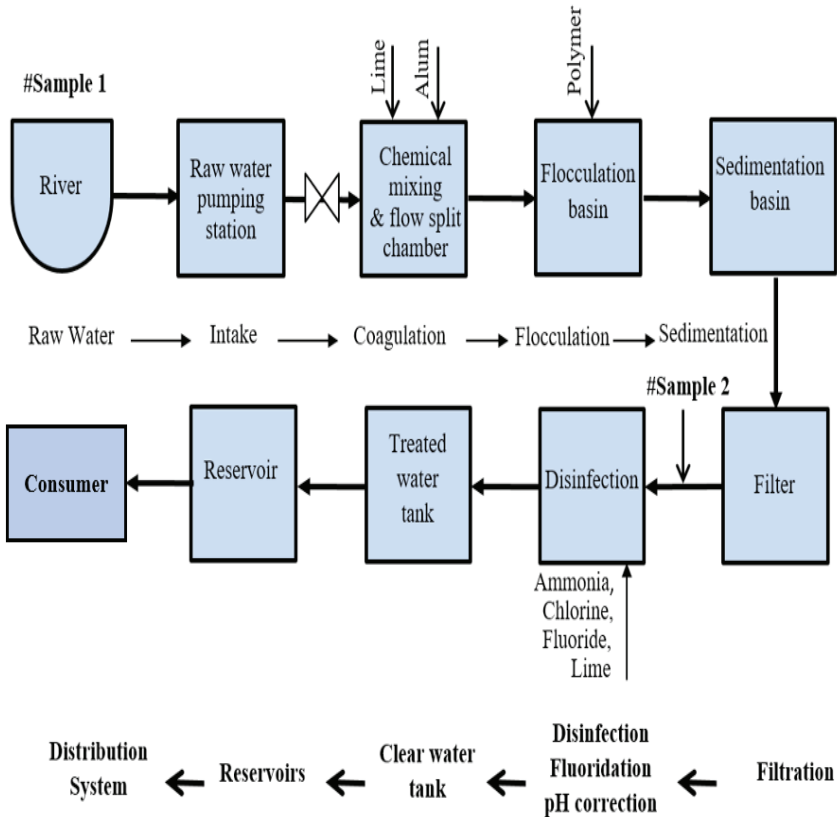 #Sample 1
Lime
Alum
Polymer
River
Raw water
pumping
station
Chemical
mixing
& flow split
chamber
Flocculation
basin
Sedimentation
basin
Raw Water
Intake
Coagulation
Flocculation
Sedimentation
#Sample 2
Consumer
Reservoir
Treated
water
tank
Disinfection
Filter
Ammonia,
Chlorine,
Fluoride,
Lime
Distribution
System
Reservoirs
Clear water
tank
Disinfection
Fluoridation
pH correction
Filtration